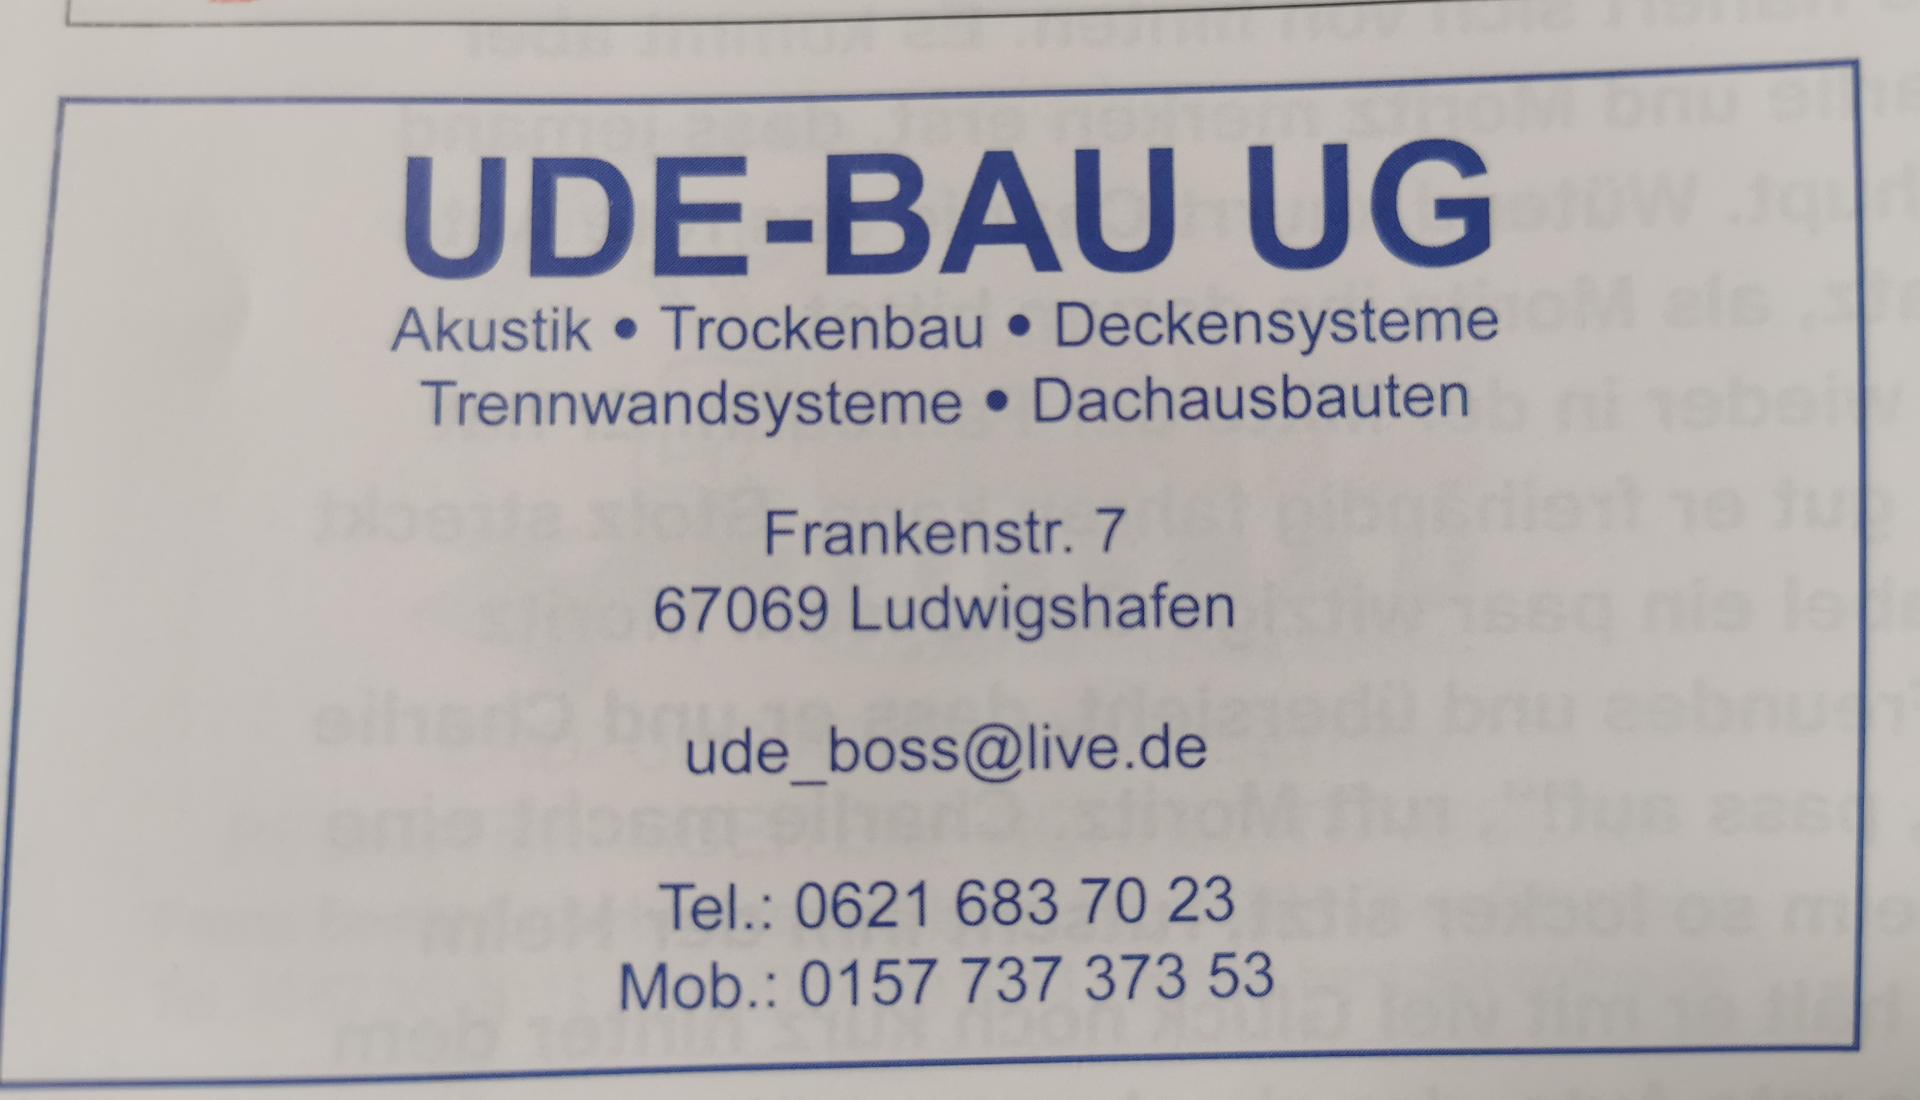 UDE-BAU UG
Akustik • Trockenbau • Deckensysteme
Trennwandsysteme • Dachausbauten
Frankenstr. 7
67069 Ludwigshafen
ude_boss@live.de
Tel.: 0621 683 70 23
Mob.: 0157 737 373 53